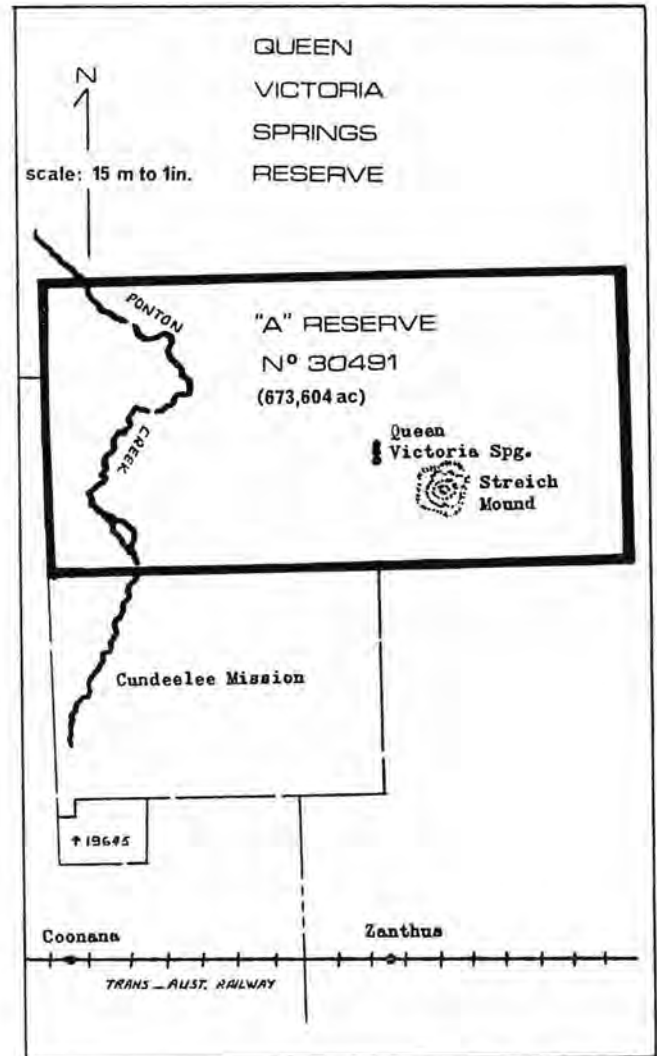 QUEEN
VICTORIA
SPRINGS
RESERVE
N
scale: 15 m to 1in.
PONTON
CREEK
"A" RESERVE
Nº 30491
(673,604 ac)
Queen
Victoria Spg.
Streich
Mound
Cundeelee Mission
↑19645
Coonana
Zanthus
TRANS_AUST. RAILWAY